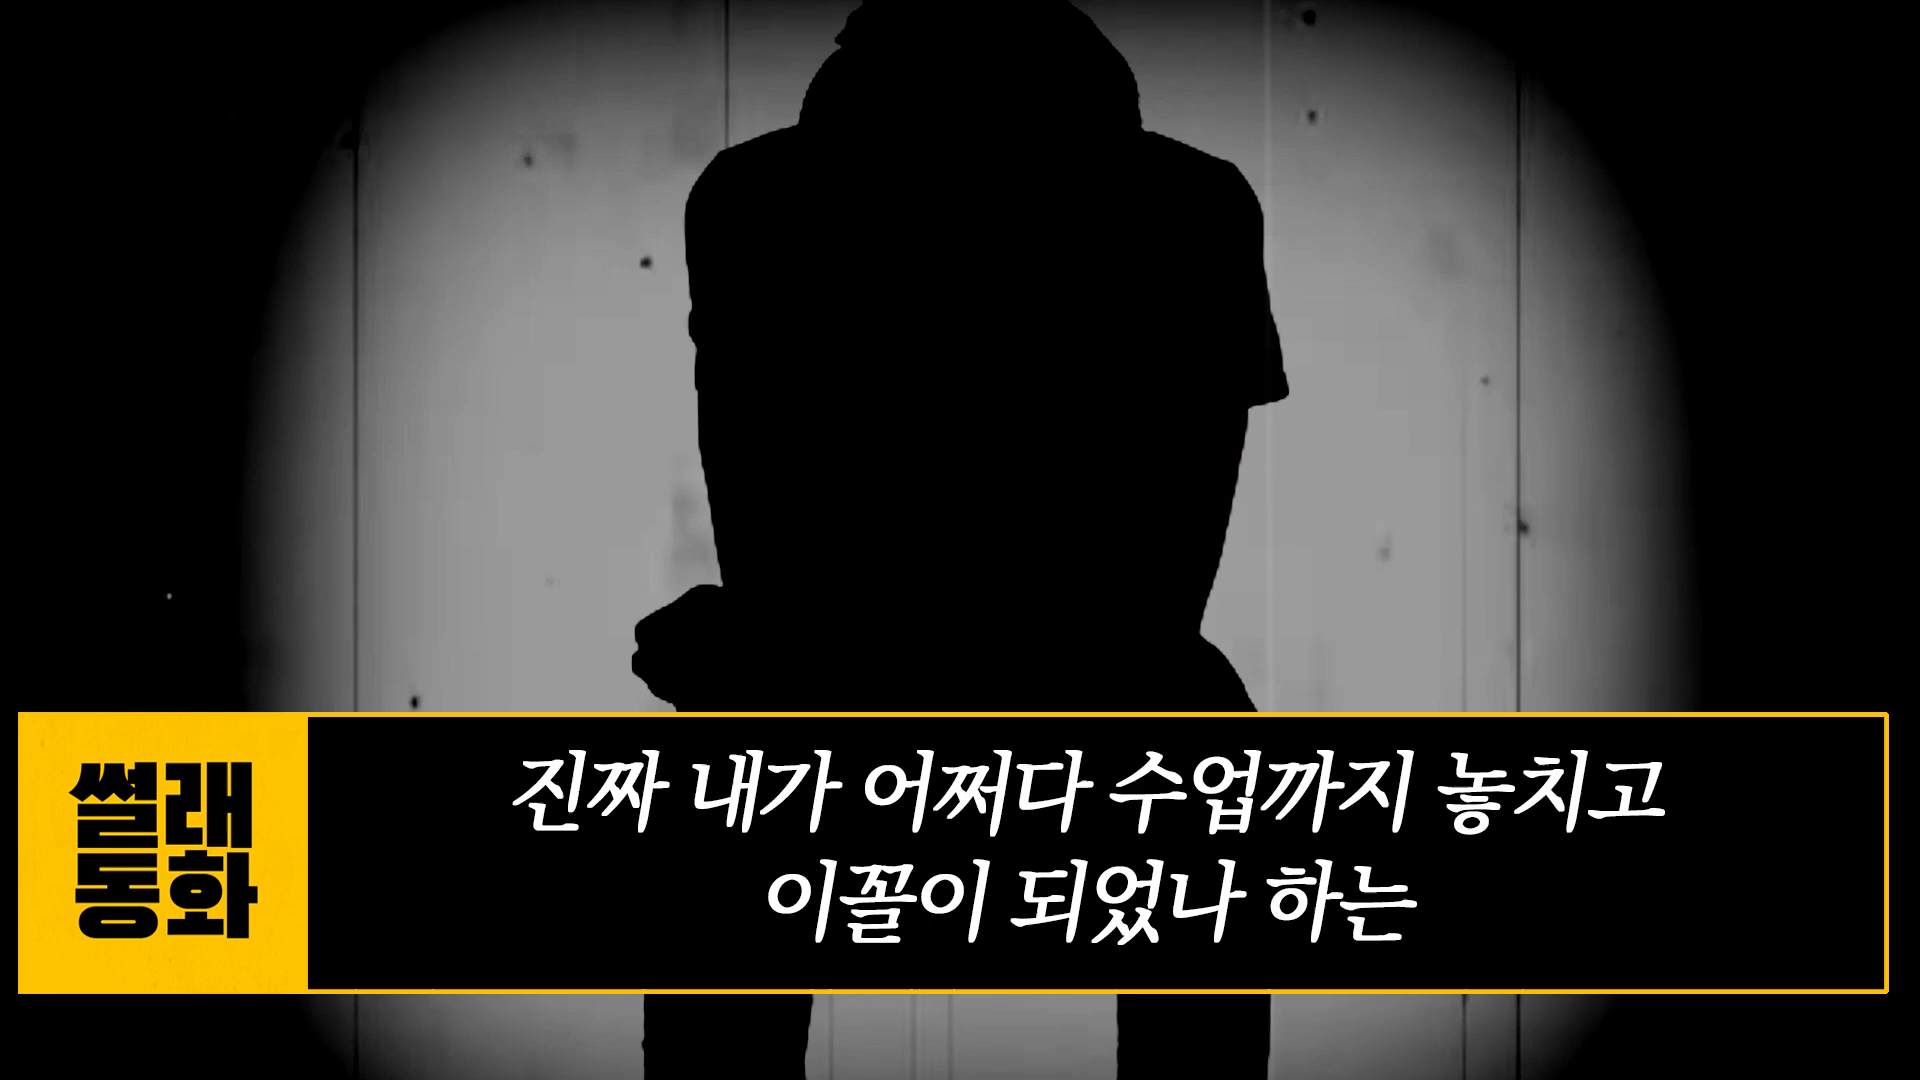 썰래
동화
진짜 내가 어쩌다 수업까지 놓치고
이꼴이 되었나 하는